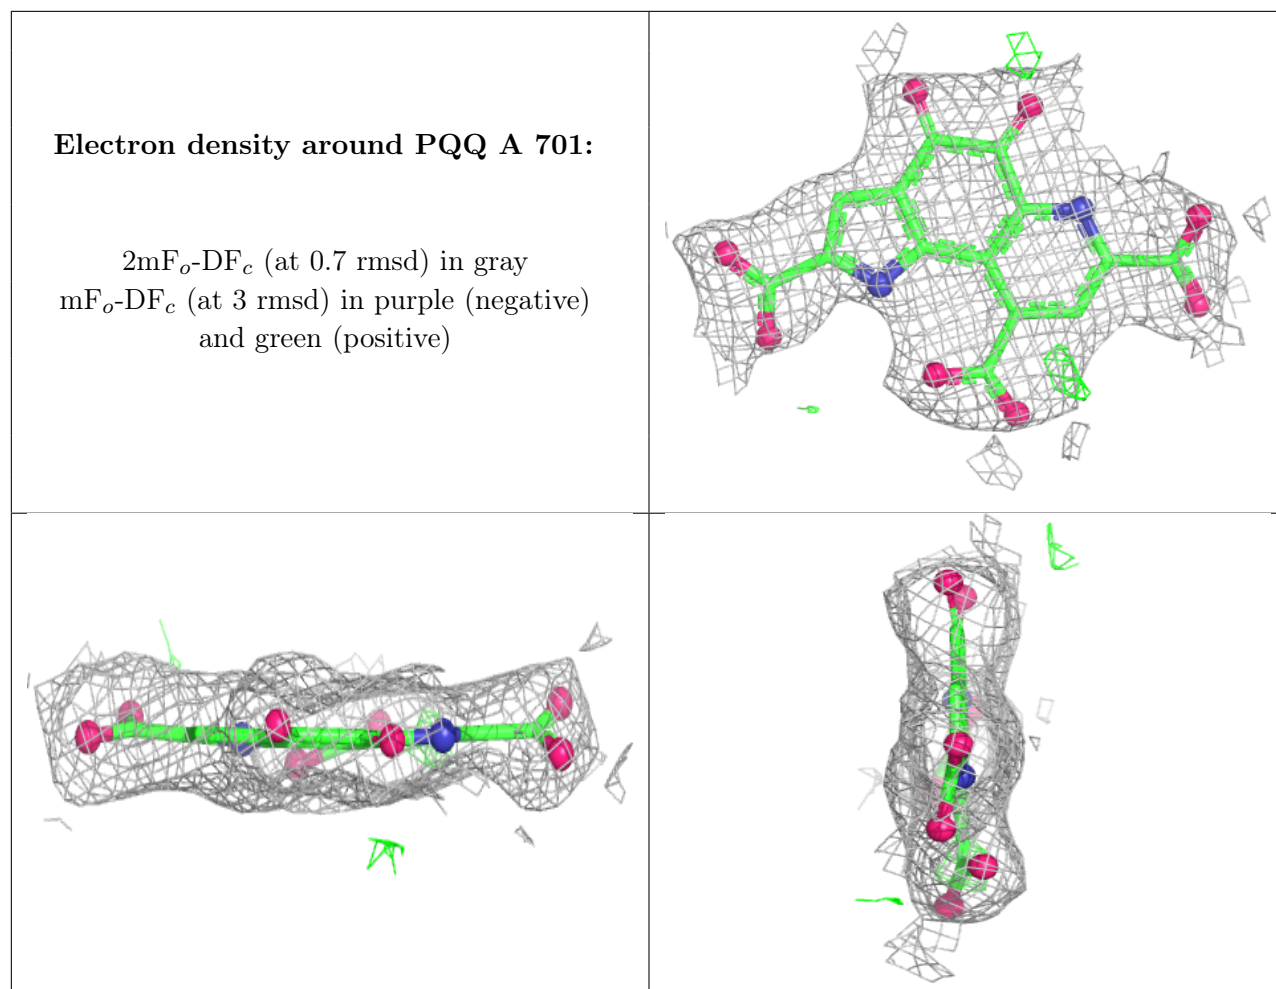 Electron density around PQQ A 701:
2mFo-DFc (at 0.7 rmsd) in gray
mFo-DFc (at 3 rmsd) in purple (negative)
and green (positive)